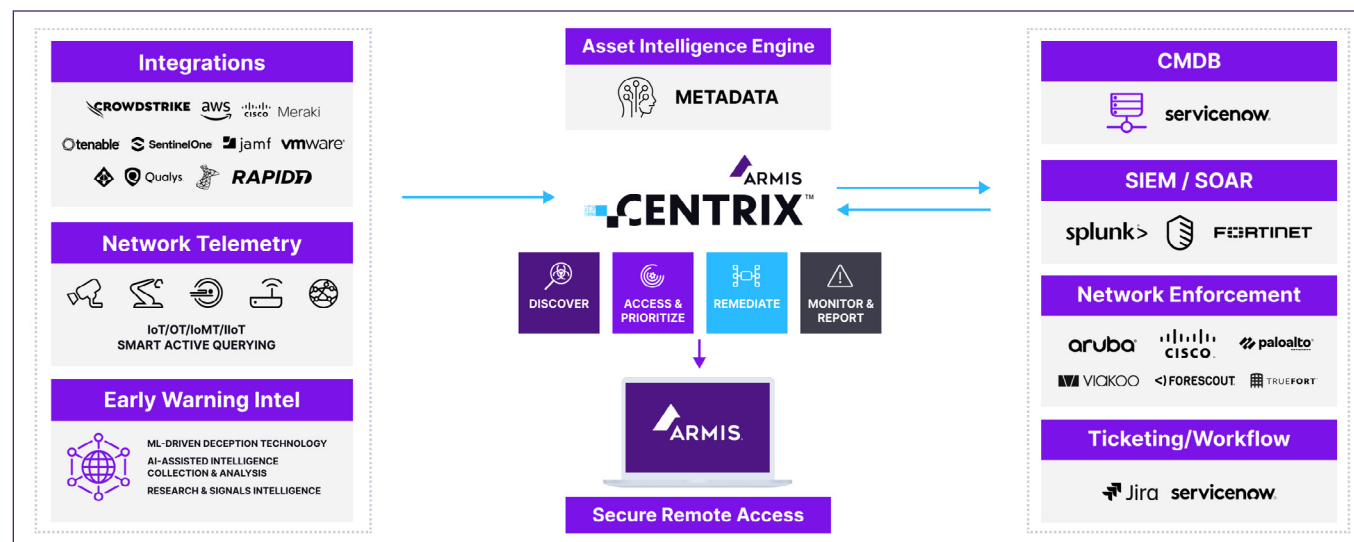 Integrations
CROWDSTRIKE aws CISCO Meraki
tenable SentinelOne jamf vmware
Qualys. RAPID7
Network Telemetry
IoT/OT/IoMT/IIoT
SMART ACTIVE QUERYING
Early Warning Intel
ML-DRIVEN DECEPTION TECHNOLOGY
AI-ASSISTED INTELLIGENCE
COLLECTION & ANALYSIS
RESEARCH & SIGNALS INTELLIGENCE
Asset Intelligence Engine
METADATA
ARMIS
CENTRIX™
DISCOVER
ACCESS &
PRIORITIZE
REMEDIATE
MONITOR &
REPORT
ARMIS.
Secure Remote Access
CMDB
servicenow.
SIEM / SOAR
splunk> FORTINET
Network Enforcement
aruba CISCO. paloalto
VIAKOO <) FORESCOUT. TRUEFORT
Ticketing/Workflow
Jira servicenow.